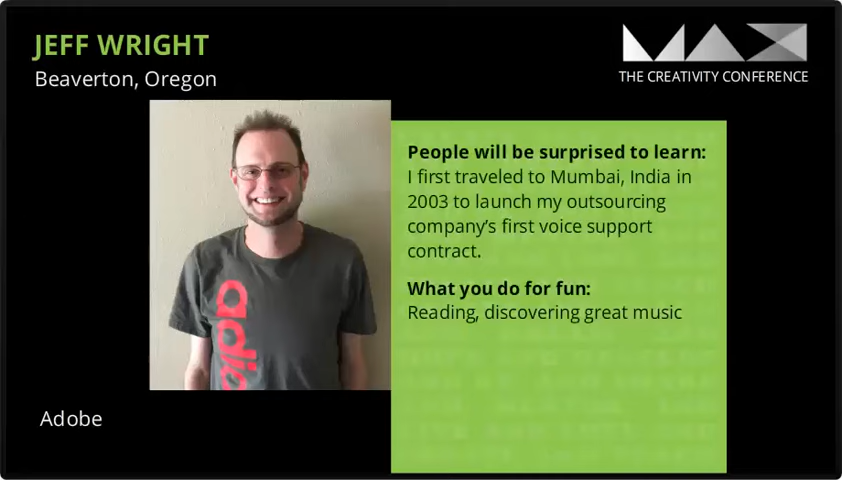 JEFF WRIGHT
Beaverton, Oregon
MAX
THE CREATIVITY CONFERENCE
People will be surprised to learn:
I first traveled to Mumbai, India in
2003 to launch my outsourcing
company's first voice support
contract.
What you do for fun:
Reading, discovering great music
adio
Adobe